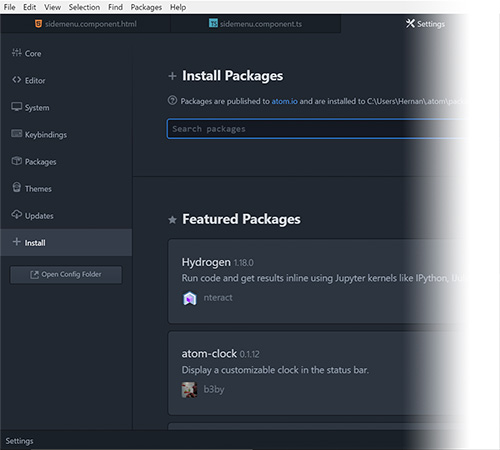 File Edit View Selection Find Packages Help
sidemenu.component.html sidemenu.component.ts Settings
Core
Editor
System
Keybindings
Packages
Themes
Updates
Install
Open Config Folder
Install Packages
Packages are published to atom.io and are installed to C:\Users\Hernan\.atom\pack
Search packages
Featured Packages
Hydrogen 1.18.0
Run code and get results inline using Jupyter kernels like IPython,
nteract
atom-clock 0.1.12
Display a customizable clock in the status bar.
b3by
Settings